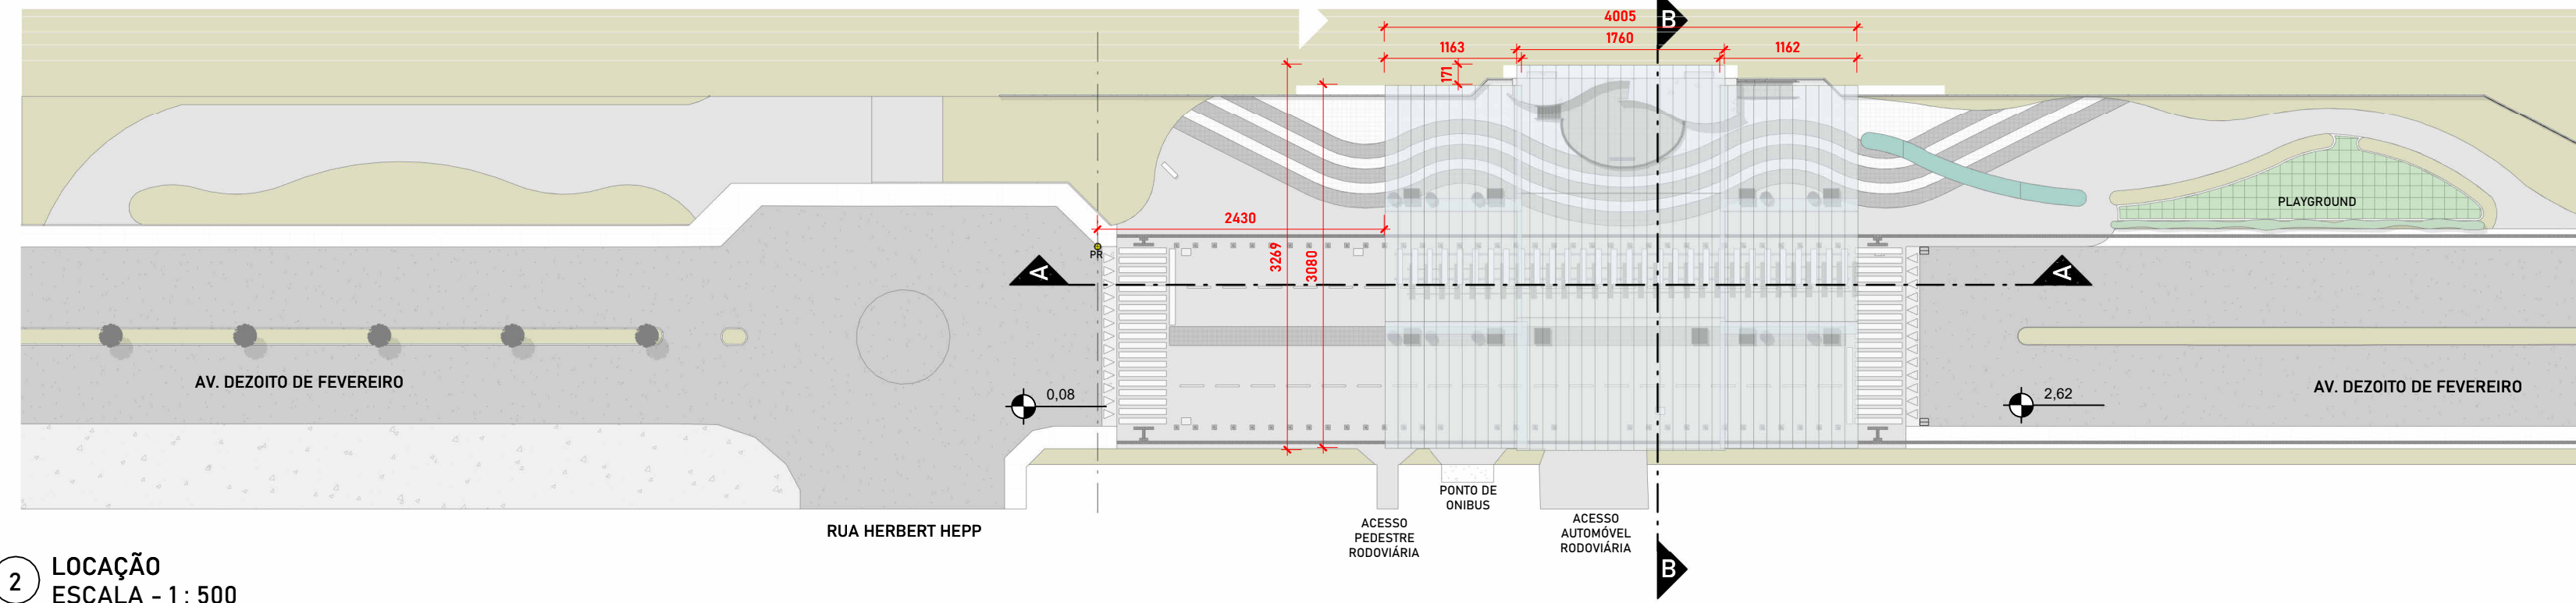 4005
B
1163
1760
1162
171
PLAYGROUND
2430
3269
3080
PR
A
A
AV. DEZOITO DE FEVEREIRO
0,08
2,62
AV. DEZOITO DE FEVEREIRO
PONTO DE
ONIBUS
RUA HERBERT HEPP
ACESSO
PEDESTRE
RODOVIÁRIA
ACESSO
AUTOMÓVEL
RODOVIÁRIA
B
2
LOCAÇÃO
ESCALA - 1 : 500